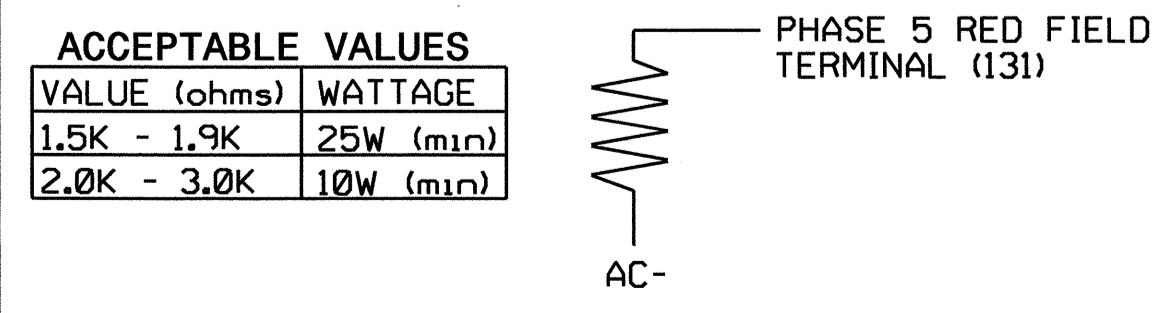 ACCEPTABLE VALUES
VALUE (ohms) WATTAGE
1.5K - 1.9K 25W (min)
2.0K - 3.0K 10W (min)
PHASE 5 RED FIELD
TERMINAL (131)
AC-